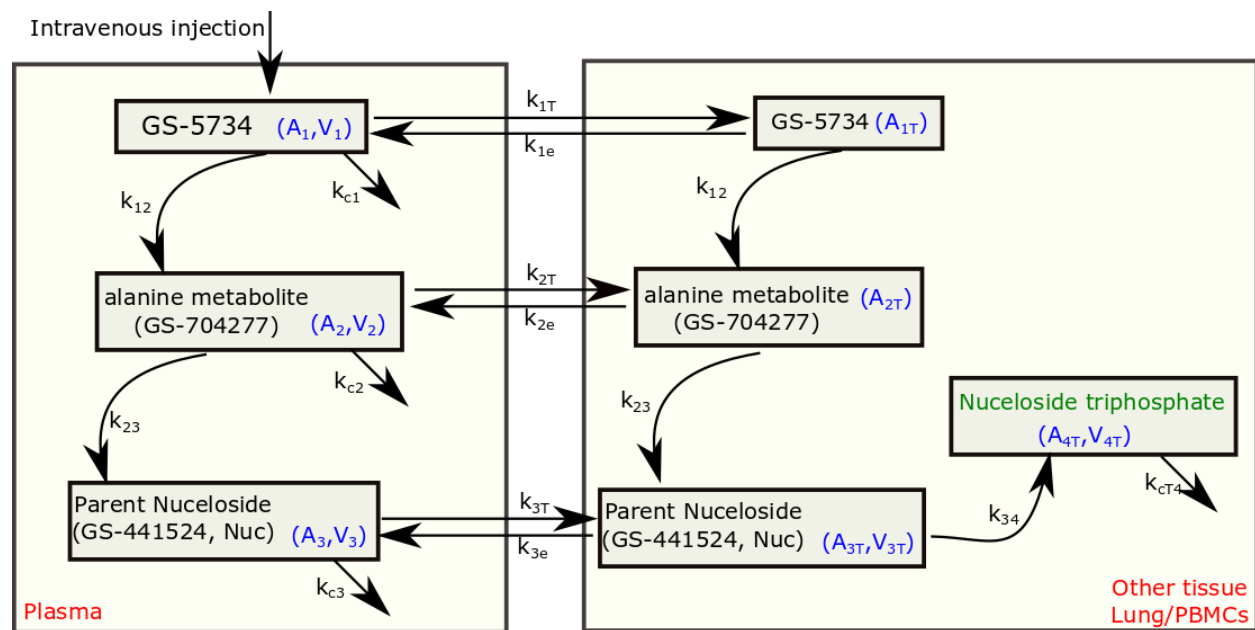 Intravenous injection
GS-5734 (A₁,V₁)
k₁T
k₁e
GS-5734 (A₁T)
k₁₂
kc1
k₁₂
alanine metabolite
(GS-704277) (A₂,V₂)
k₂T
k₂e
alanine metabolite (A₂T)
(GS-704277)
k₂₃
kc2
k₂₃
Nuceloside triphosphate
(A₄T,V₄T)
kcT4
Parent Nuceloside
(GS-441524, Nuc) (A₃,V₃)
k₃T
k₃e
Parent Nuceloside
(GS-441524, Nuc) (A₃T,V₃T)
k₃₄
kc3
Plasma
Other tissue
Lung/PBMCs